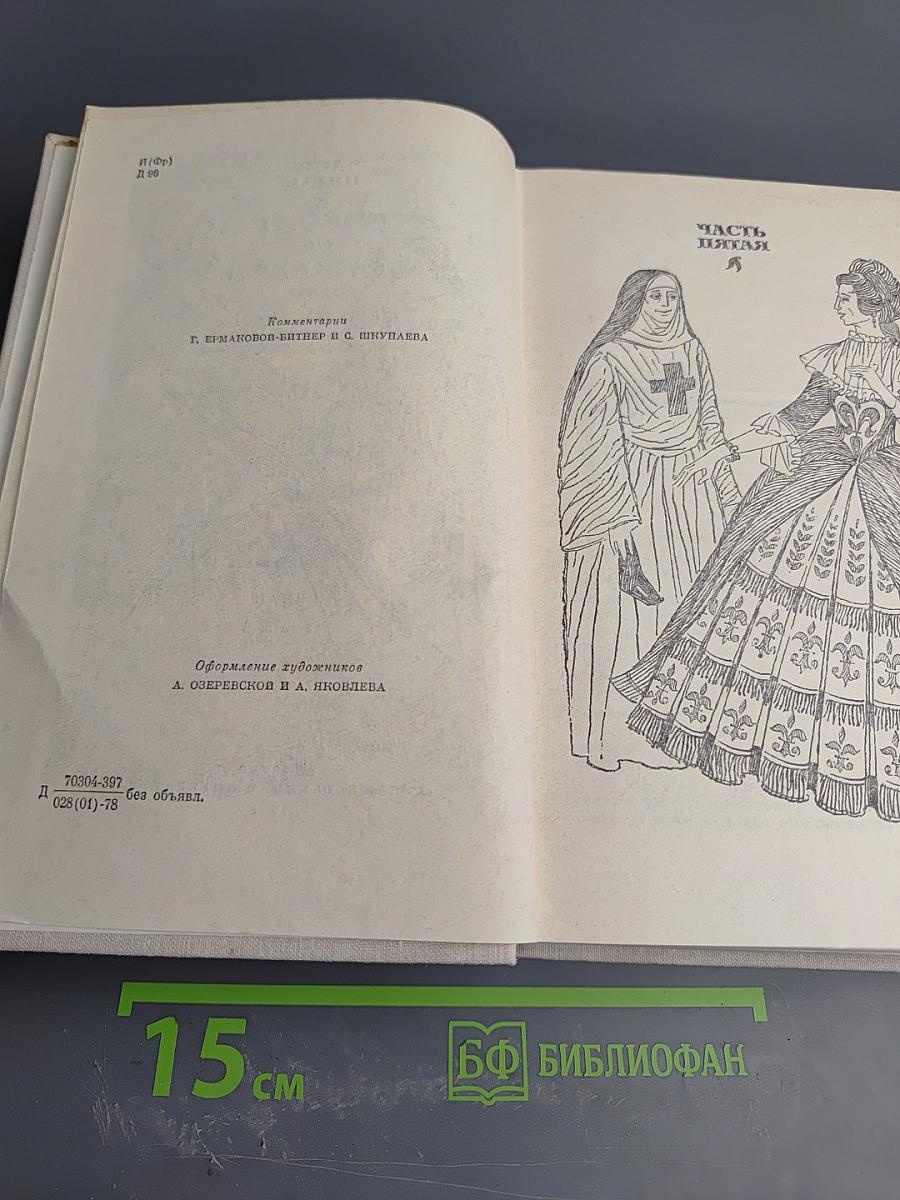 И(Фр)
Д 96
Комментарии
Г. ЕРМАКОВОЙ-БИТНЕР И С. ШКУНАЕВА
Оформление художников
А. ОЗЕРЕВСКОЙ И А. ЯКОВЛЕВА
Д 70304-397
028(01)-78 без объявл.
ЧАСТЬ
ПЯТАЯ
15 см
БФ БИБЛИОФАН